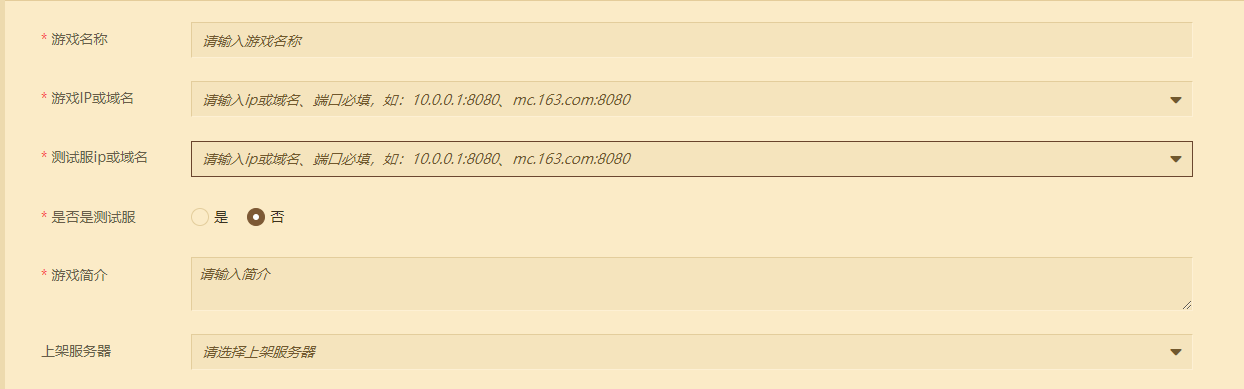 * 游戏名称 请输入游戏名称
* 游戏IP或域名 请输入ip或域名、端口必填，如：10.0.0.1:8080、mc.163.com:8080
* 测试服ip或域名 请输入ip或域名、端口必填，如：10.0.0.1:8080、mc.163.com:8080
* 是否是测试服 是 否
* 游戏简介 请输入简介
上架服务器 请选择上架服务器